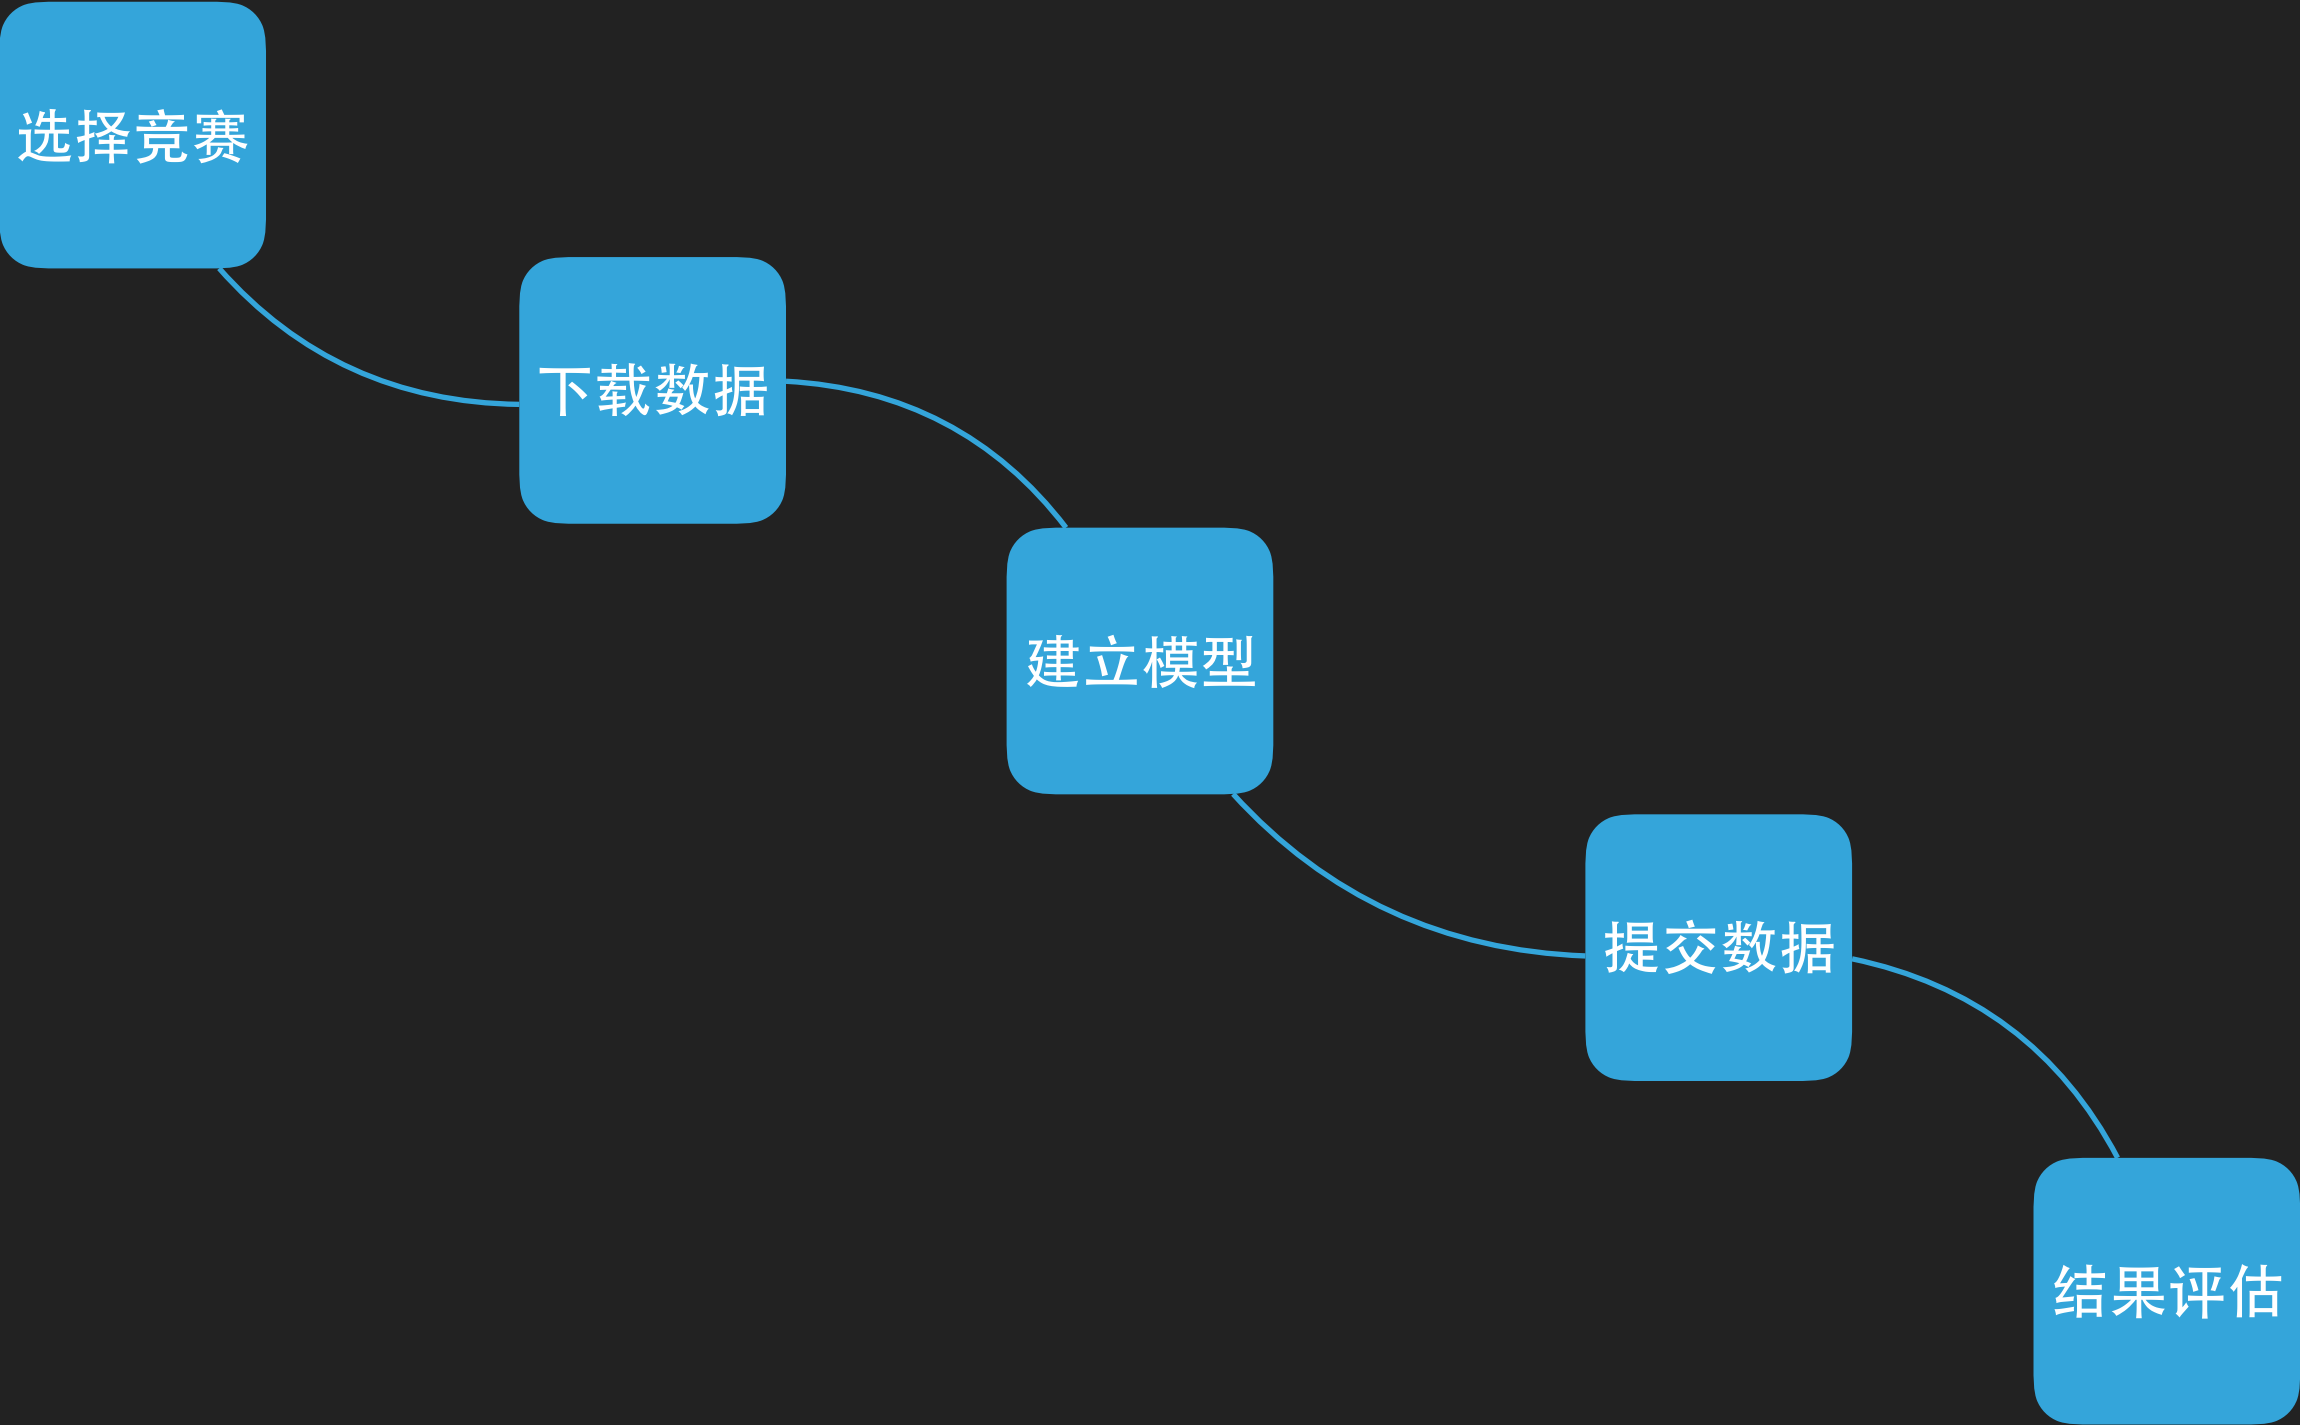 选择竞赛
下载数据
建立模型
提交数据
结果评估